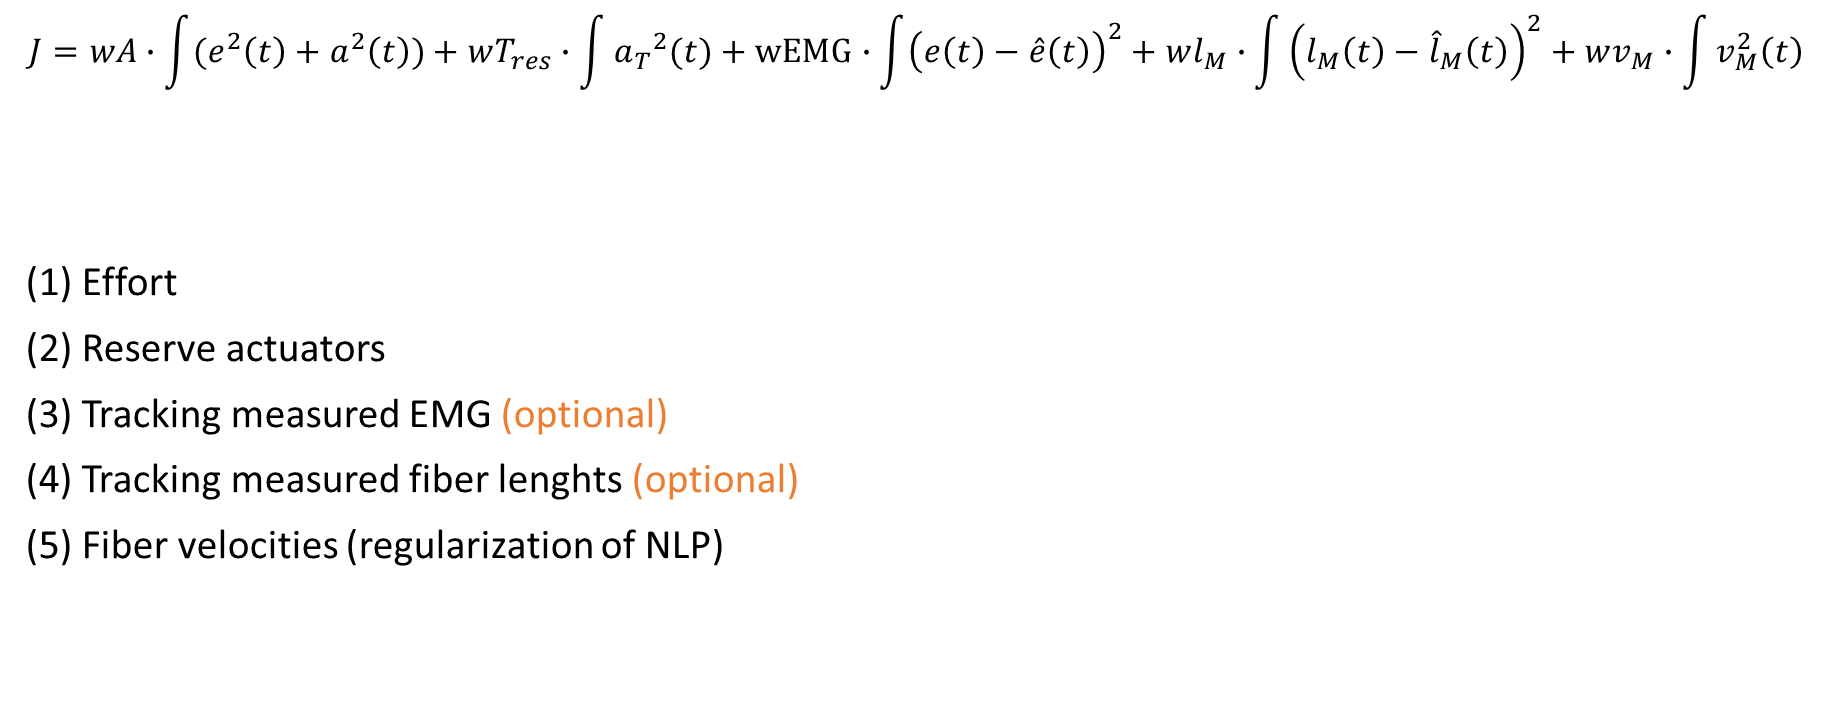 J = wA · ∫(e²(t) + a²(t)) + wT_res · ∫ a_T²(t) + wEMG · ∫(e(t) − ê(t))² + wl_M · ∫(l_M(t) − l̂_M(t))² + wv_M · ∫ v_M²(t)
(1) Effort
(2) Reserve actuators
(3) Tracking measured EMG (optional)
(4) Tracking measured fiber lenghts (optional)
(5) Fiber velocities (regularization of NLP)